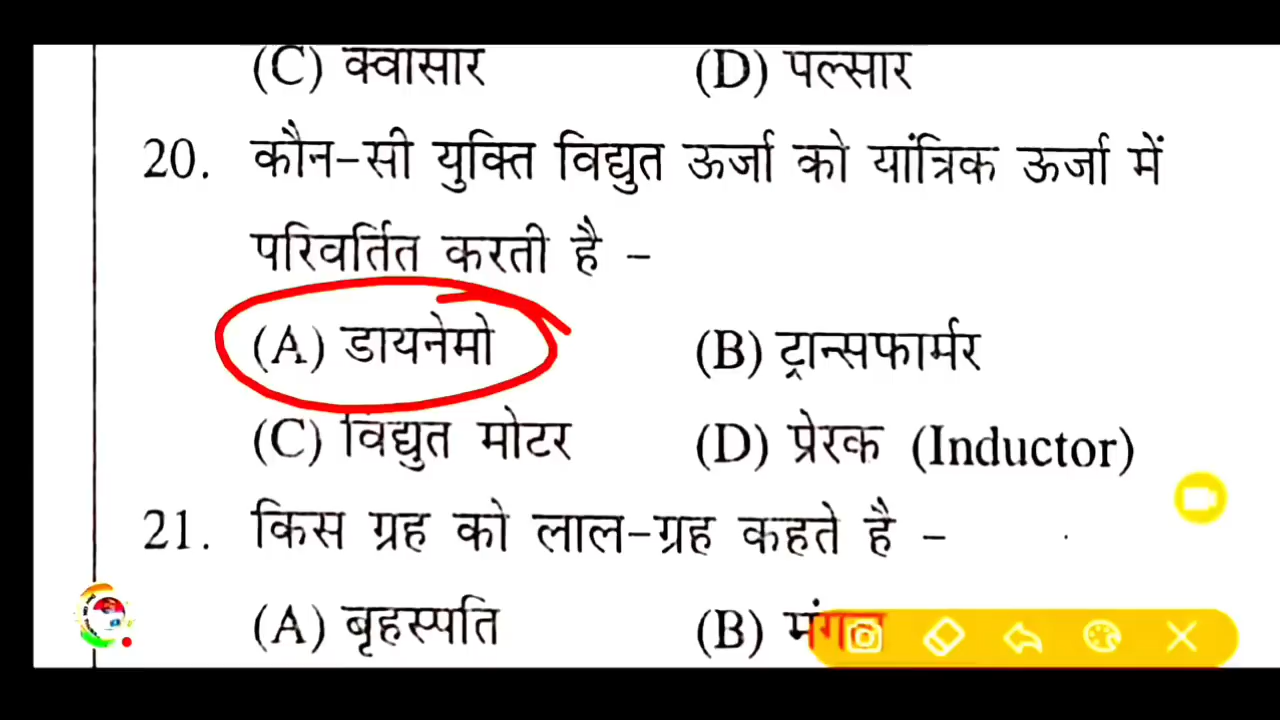 (C) क्वासार (D) पल्सार
20. कौन-सी युक्ति विद्युत ऊर्जा को यांत्रिक ऊर्जा में
परिवर्तित करती है -
(A) डायनेमो (B) ट्रान्सफार्मर
(C) विद्युत मोटर (D) प्रेरक (Inductor)
21. किस ग्रह को लाल-ग्रह कहते है -
(A) बृहस्पति (B) मंगल